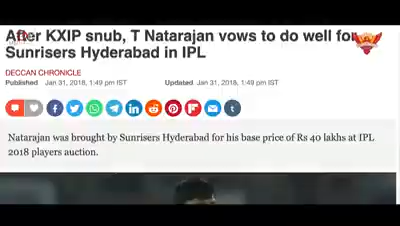 After KXIP snub, T Natarajan vows to do well for
Sunrisers Hyderabad in IPL
DECCAN CHRONICLE
Published Jan 31, 2018, 1:49 pm IST Updated Jan 31, 2018, 1:49 pm IST
Natarajan was brought by Sunrisers Hyderabad for his base price of Rs 40 lakhs at IPL
2018 players auction.